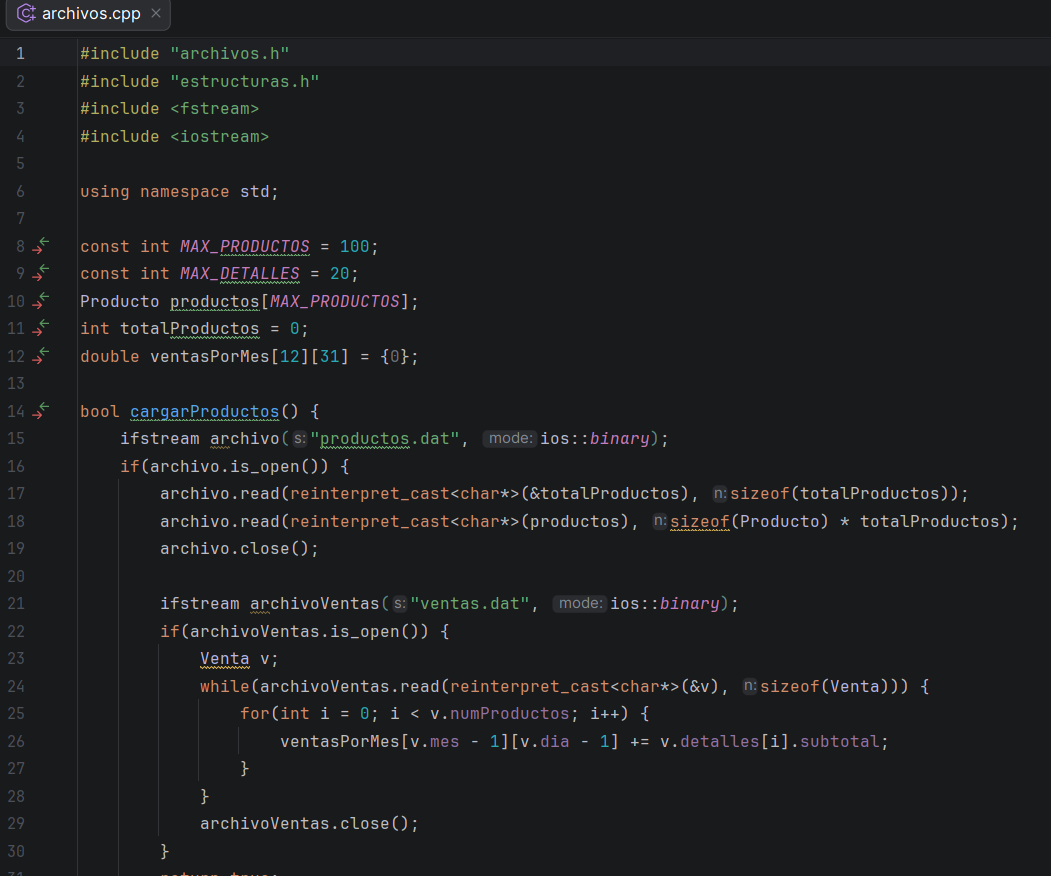 archivos.cpp
1 #include "archivos.h"
2 #include "estructuras.h"
3 #include <fstream>
4 #include <iostream>
5
6 using namespace std;
7
8 const int MAX_PRODUCTOS = 100;
9 const int MAX_DETALLES = 20;
10 Producto productos[MAX_PRODUCTOS];
11 int totalProductos = 0;
12 double ventasPorMes[12][31] = {0};
13
14 bool cargarProductos() {
15 ifstream archivo( s: "productos.dat", mode: ios::binary);
16 if(archivo.is_open()) {
17 archivo.read(reinterpret_cast<char*>(&totalProductos), n: sizeof(totalProductos));
18 archivo.read(reinterpret_cast<char*>(productos), n: sizeof(Producto) * totalProductos);
19 archivo.close();
20
21 ifstream archivoVentas( s: "ventas.dat", mode: ios::binary);
22 if(archivoVentas.is_open()) {
23 Venta v;
24 while(archivoVentas.read(reinterpret_cast<char*>(&v), n: sizeof(Venta))) {
25 for(int i = 0; i < v.numProductos; i++) {
26 ventasPorMes[v.mes - 1][v.dia - 1] += v.detalles[i].subtotal;
27 }
28 }
29 archivoVentas.close();
30 }
31 return true;